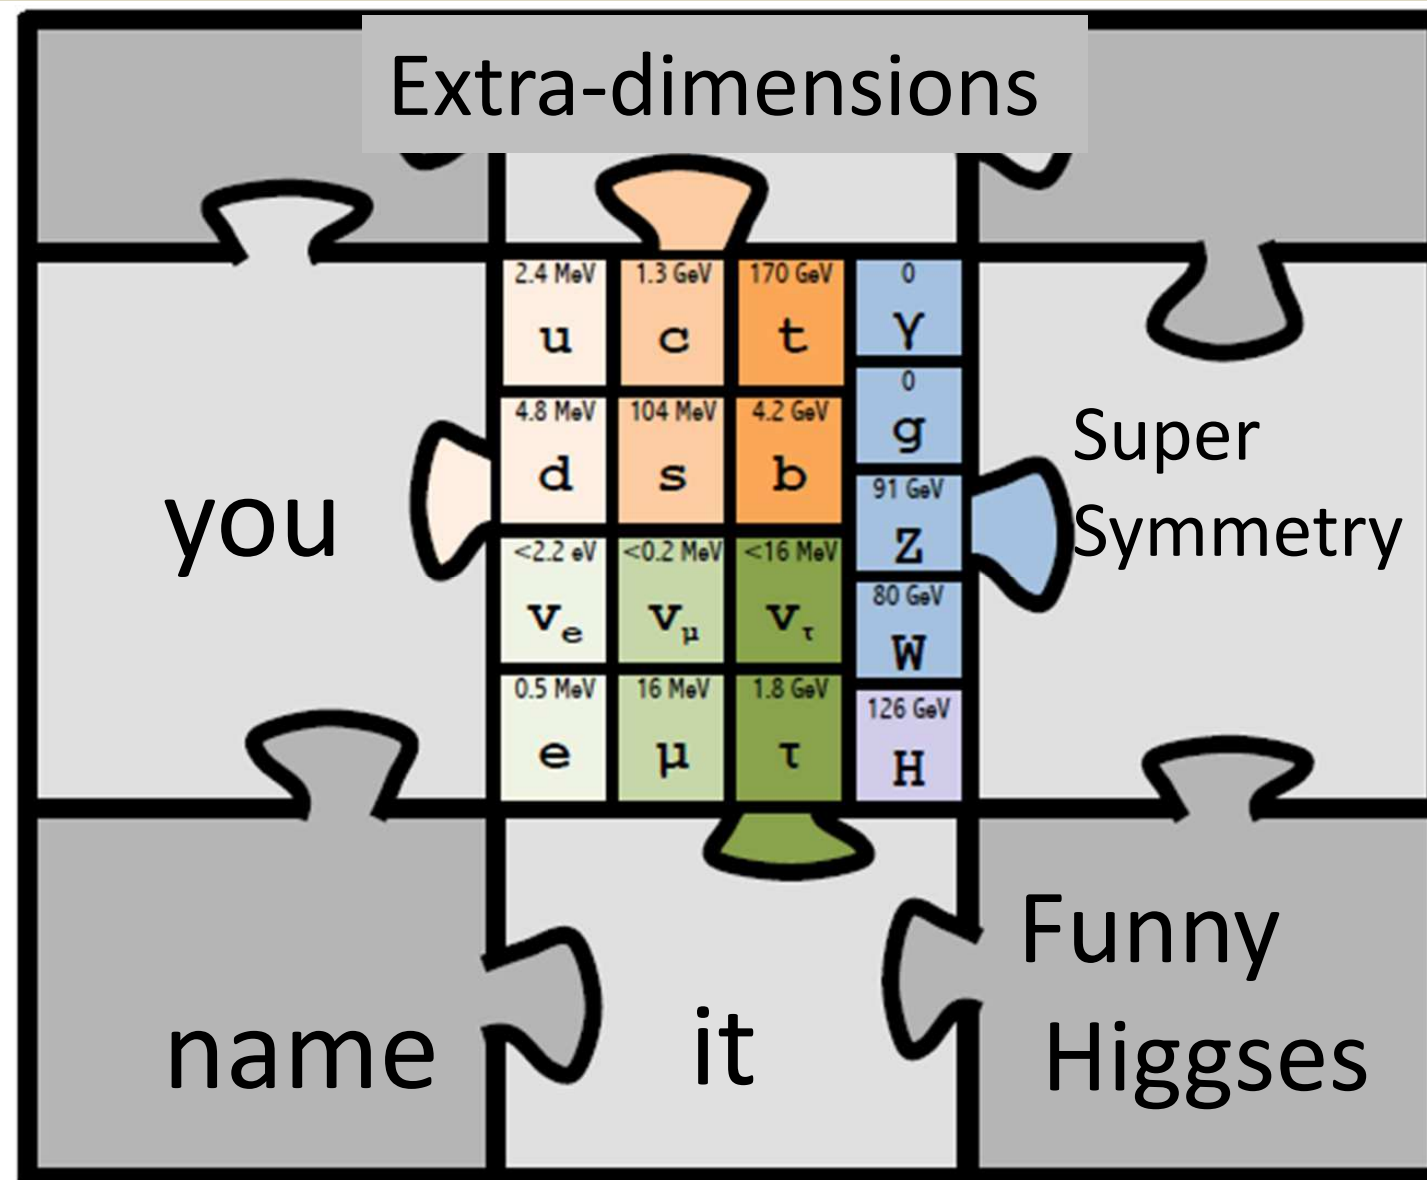 Extra-dimensions
2.4 MeV 1.3 GeV 170 GeV 0
u c t γ
0
g
4.8 MeV 104 MeV 4.2 GeV
d s b
91 GeV
Z
<2.2 eV <0.2 MeV <16 MeV
νe νμ ντ
80 GeV
W
0.5 MeV 16 MeV 1.8 GeV
e μ τ
126 GeV
H
you
Super
Symmetry
name
it
Funny
Higgses